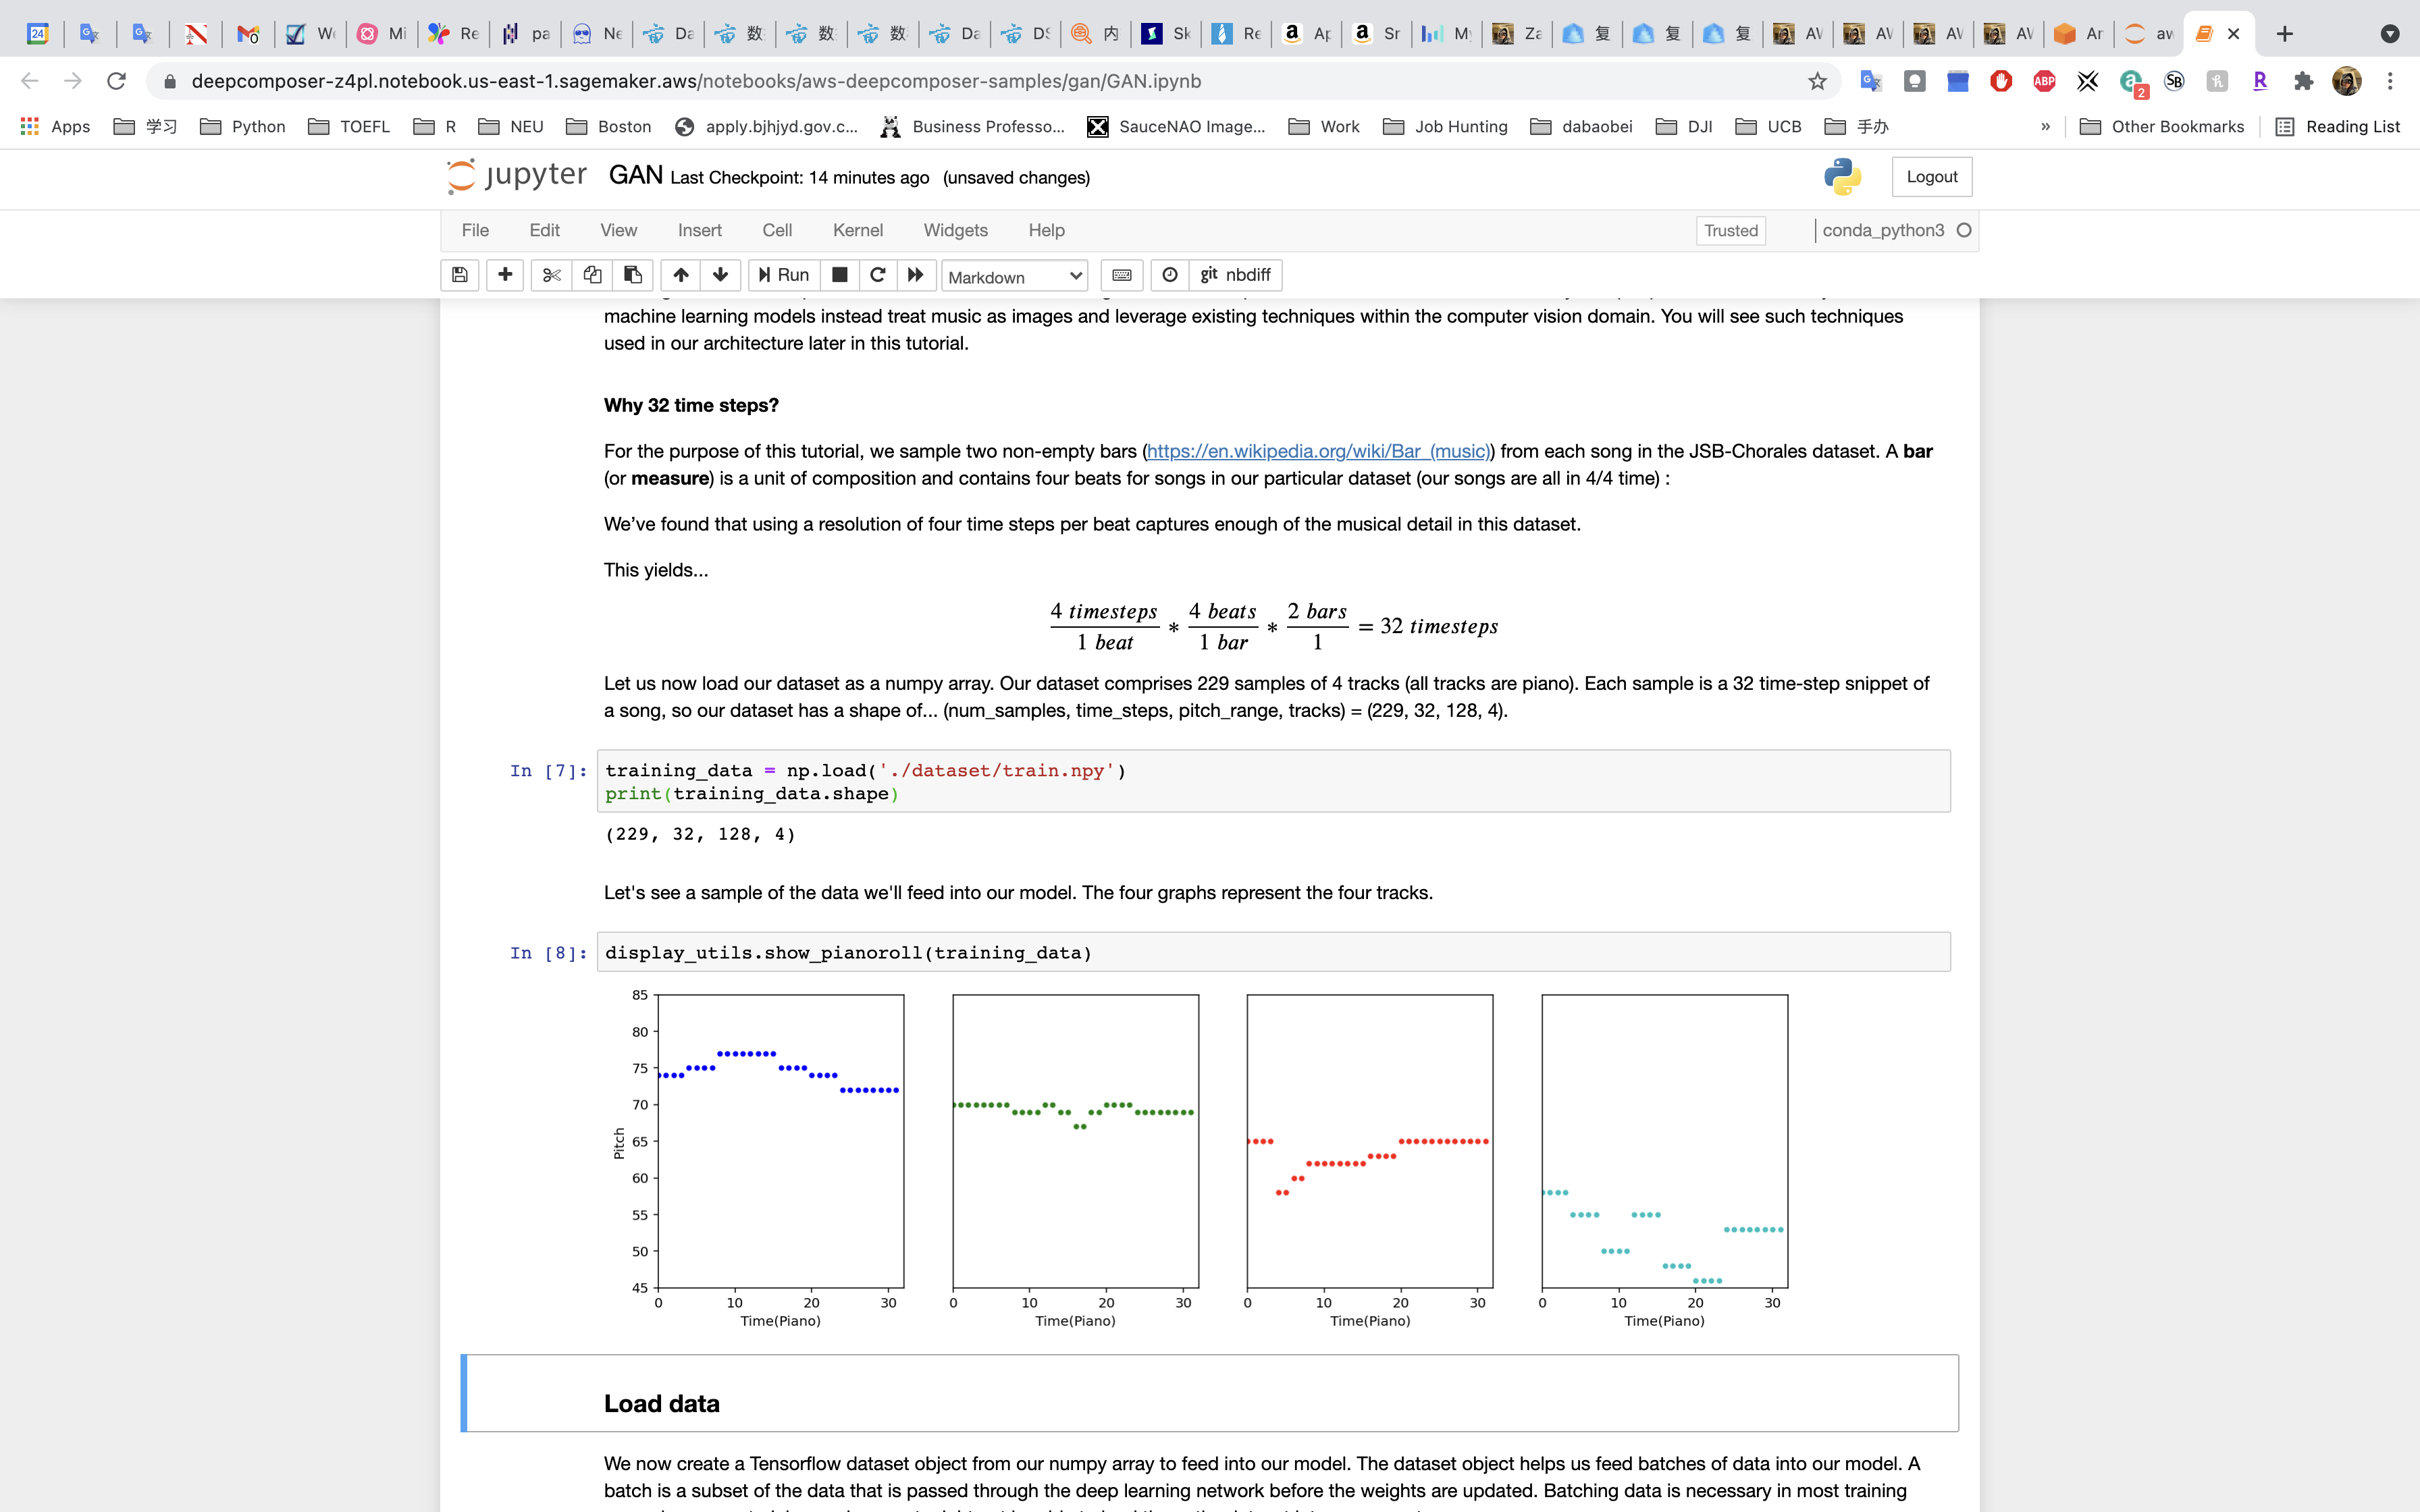 24
0
We
Mi
Re
pa
Ne
Da
数
数
数
Da
DS
内
Sk
Re
Ap
Sr
My
Za
复
复
复
AV
AV
AV
AV
Ar
aw
deepcomposer-z4pl.notebook.us-east-1.sagemaker.aws/notebooks/aws-deepcomposer-samples/gan/GAN.ipynb
ABP
2
SB
R
Apps
学习
Python
TOEFL
R
NEU
Boston
apply.bjhjyd.gov.c...
Business Professo...
SauceNAO Image...
Work
Job Hunting
dabaobei
DJI
UCB
手办
»
Other Bookmarks
Reading List
jupyter GAN Last Checkpoint: 14 minutes ago (unsaved changes)
Logout
File Edit View Insert Cell Kernel Widgets Help
Trusted
conda_python3
Run
Markdown
git nbdiff
machine learning models instead treat music as images and leverage existing techniques within the computer vision domain. You will see such techniques
used in our architecture later in this tutorial.
Why 32 time steps?
For the purpose of this tutorial, we sample two non-empty bars (https://en.wikipedia.org/wiki/Bar_(music)) from each song in the JSB-Chorales dataset. A bar
(or measure) is a unit of composition and contains four beats for songs in our particular dataset (our songs are all in 4/4 time) :
We’ve found that using a resolution of four time steps per beat captures enough of the musical detail in this dataset.
This yields...
4 timesteps 4 beats 2 bars
* * = 32 timesteps
1 beat 1 bar 1
Let us now load our dataset as a numpy array. Our dataset comprises 229 samples of 4 tracks (all tracks are piano). Each sample is a 32 time-step snippet of
a song, so our dataset has a shape of... (num_samples, time_steps, pitch_range, tracks) = (229, 32, 128, 4).
In [7]: training_data = np.load('./dataset/train.npy')
print(training_data.shape)
(229, 32, 128, 4)
Let's see a sample of the data we'll feed into our model. The four graphs represent the four tracks.
In [8]: display_utils.show_pianoroll(training_data)
85
80
75
70
65
60
55
50
45
Pitch
0 10 20 30 0 10 20 30 0 10 20 30 0 10 20 30
Time(Piano) Time(Piano) Time(Piano) Time(Piano)
Load data
We now create a Tensorflow dataset object from our numpy array to feed into our model. The dataset object helps us feed batches of data into our model. A
batch is a subset of the data that is passed through the deep learning network before the weights are updated. Batching data is necessary in most training